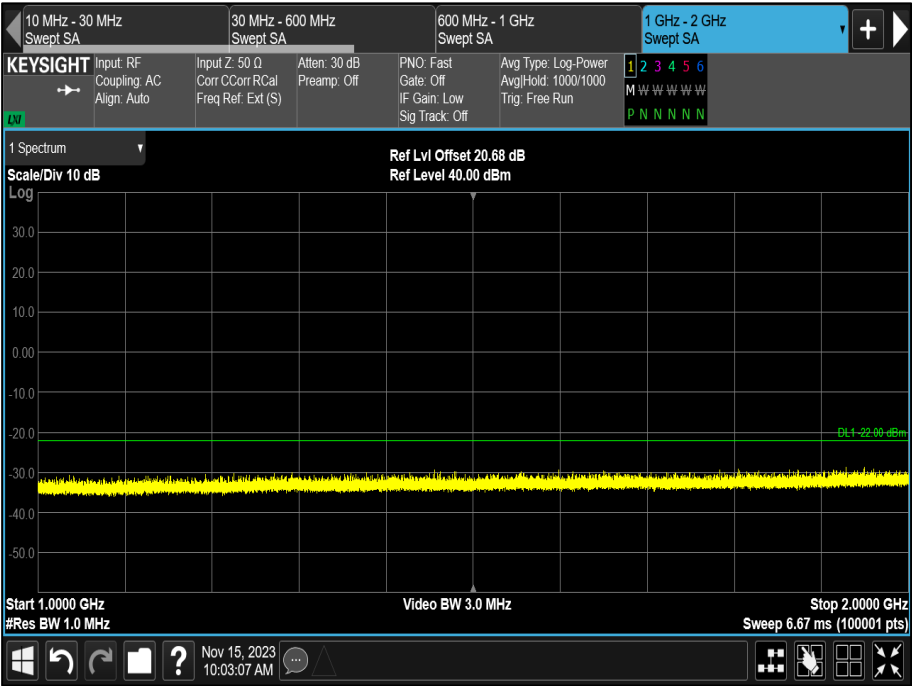 10 MHz - 30 MHz
Swept SA
30 MHz - 600 MHz
Swept SA
600 MHz - 1 GHz
Swept SA
1 GHz - 2 GHz
Swept SA
KEYSIGHT
LXI
Input: RF
Coupling: AC
Align: Auto
Input Z: 50 Ω
Corr CCorr RCal
Freq Ref: Ext (S)
Atten: 30 dB
Preamp: Off
PNO: Fast
Gate: Off
IF Gain: Low
Sig Track: Off
Avg Type: Log-Power
Avg|Hold: 1000/1000
Trig: Free Run
1 2 3 4 5 6
M W W W W W
P N N N N N
1 Spectrum
Scale/Div 10 dB
Ref Lvl Offset 20.68 dB
Ref Level 40.00 dBm
Log
30.0
20.0
10.0
0.00
-10.0
-20.0
DL1 -22.00 dBm
-30.0
-40.0
-50.0
Start 1.0000 GHz
#Res BW 1.0 MHz
Video BW 3.0 MHz
Stop 2.0000 GHz
Sweep 6.67 ms (100001 pts)
?
Nov 15, 2023
10:03:07 AM